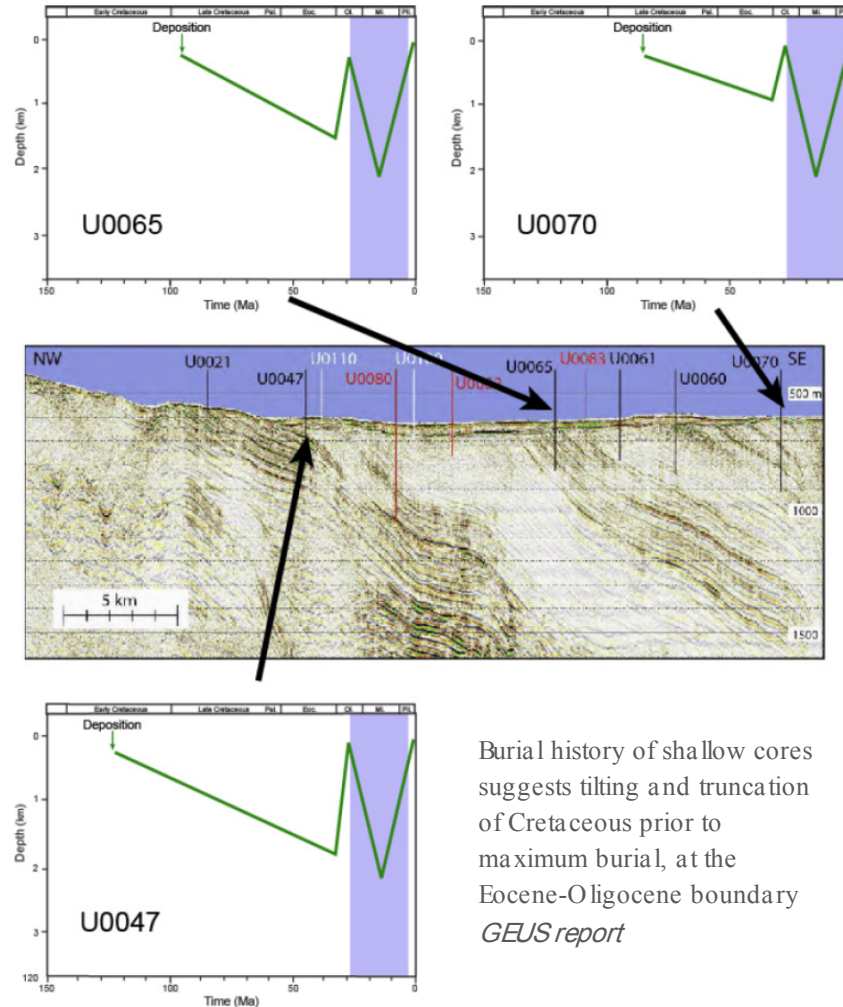 Early Cretaceous Late Cretaceous Pal. Eoc. Ol. Mi. Pli.
Deposition
0
1
2
3
Depth (km)
U0065
150 100 50 0
Time (Ma)
Early Cretaceous Late Cretaceous Pal. Eoc. Ol. Mi.
Deposition
0
1
2
3
Depth (km)
U0070
150 100 50
Time (Ma)
NW U0021 U0110 U0065 U0083 U0061 U0070 SE
U0047 U0080 U0060
500 m
1000
1500
5 km
Early Cretaceous Late Cretaceous Pal. Eoc. Ol. Mi. Pli.
Deposition
0
1
2
3
120
Depth (km)
U0047
150 100 50 0
Time (Ma)
Burial history of shallow cores
suggests tilting and truncation
of Cretaceous prior to
maximum burial, at the
Eocene-Oligocene boundary
GEUS report